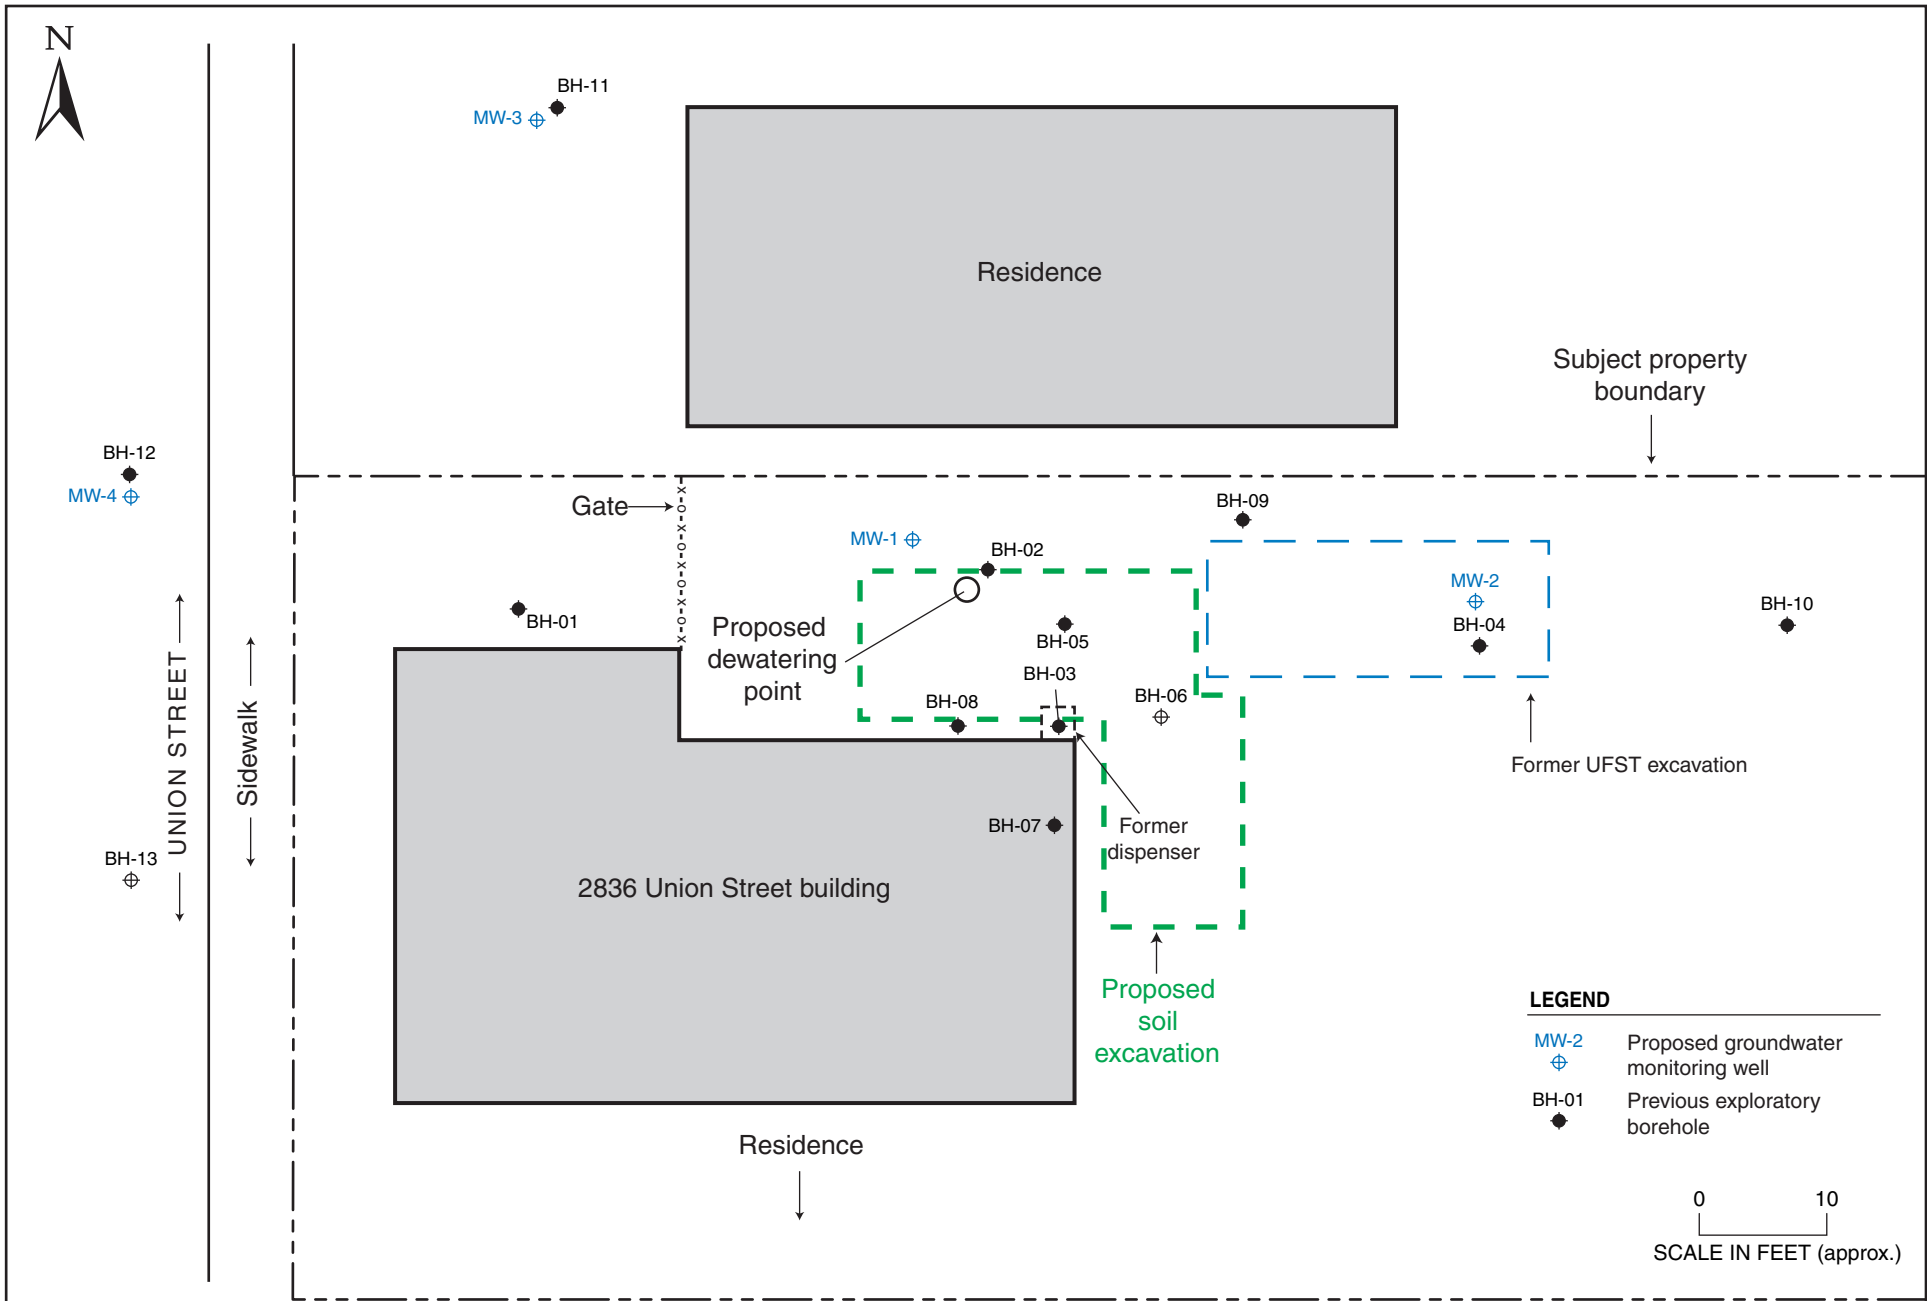 N
BH-11
MW-3
Residence
Subject property
boundary
BH-12
MW-4
Gate
x o x o x o x o x
BH-09
MW-1
BH-02
MW-2
BH-01
BH-10
Proposed
dewatering
point
BH-05
BH-04
BH-03
BH-08
BH-06
UNION STREET
Sidewalk
Former UFST excavation
BH-07
Former
dispenser
BH-13
2836 Union Street building
Proposed
soil
excavation
LEGEND
MW-2
Proposed groundwater
monitoring well
BH-01
Previous exploratory
borehole
Residence
0 10
SCALE IN FEET (approx.)